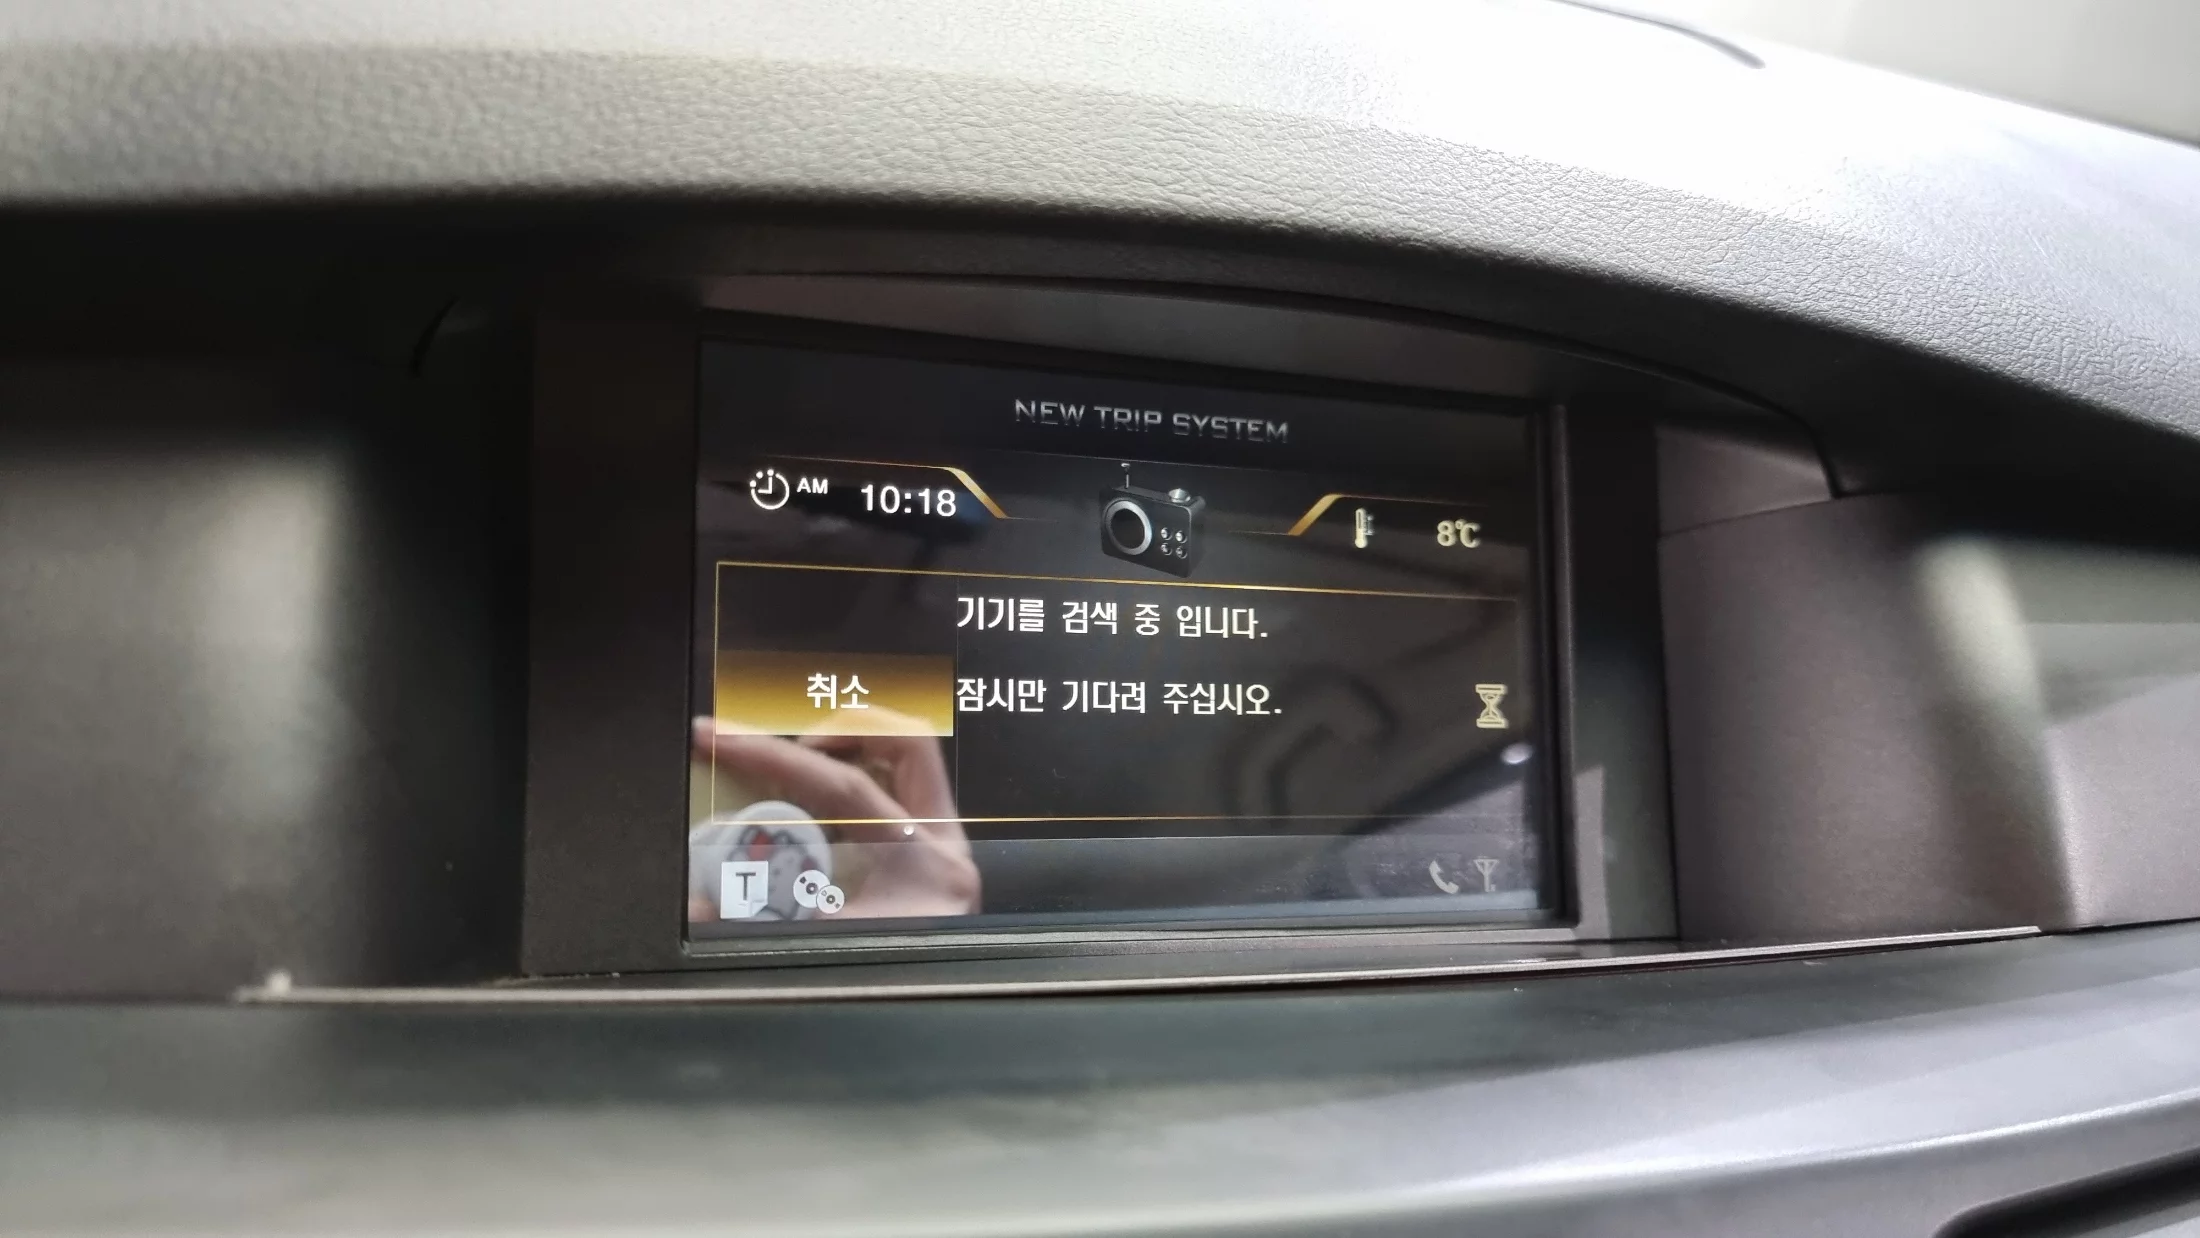 NEW TRIP SYSTEM
AM 10:18
8℃
기기를 검색 중 입니다.
취소
잠시만 기다려 주십시오.
T